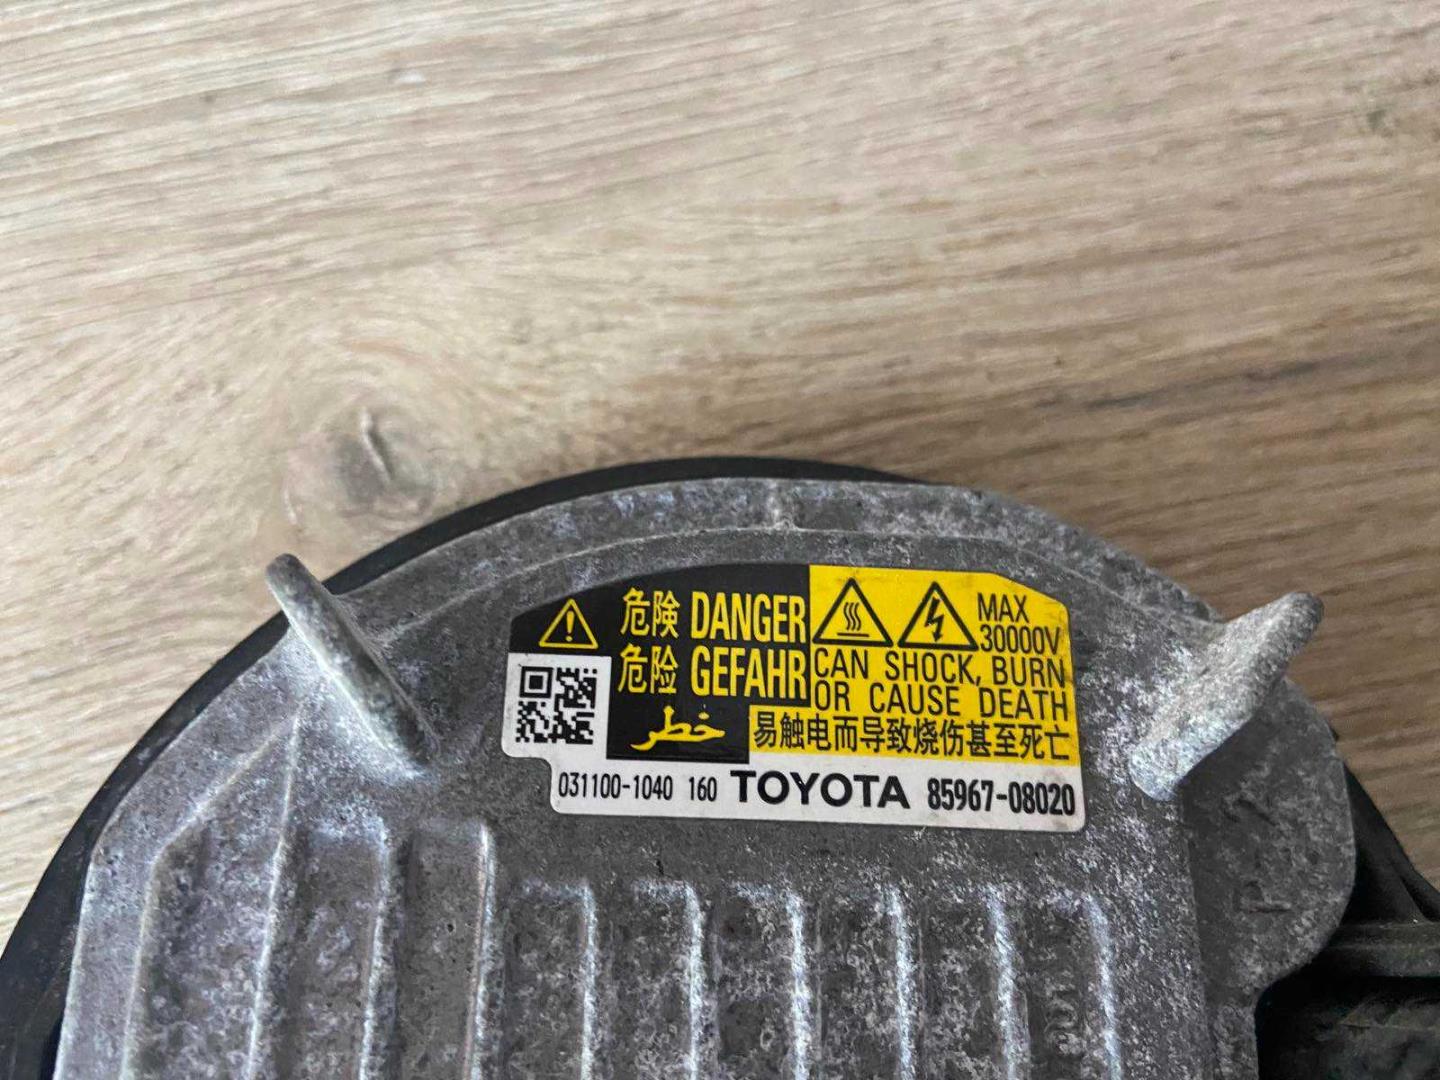 危険 DANGER
危险 GEFAHR
خطر
MAX
30000V
CAN SHOCK, BURN
OR CAUSE DEATH
易触电而导致烧伤甚至死亡
031100-1040 160 TOYOTA 85967-08020